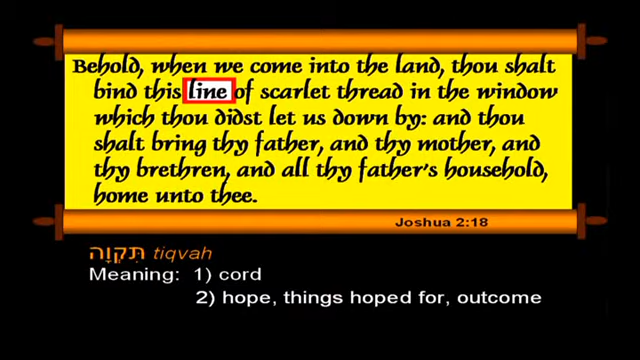 Behold, when we come into the land, thou shalt
bind this line of scarlet thread in the window
which thou didst let us down by: and thou
shalt bring thy father, and thy mother, and
thy brethren, and all thy father's household,
home unto thee.
Joshua 2:18
תִּקְוָה tiqvah
Meaning: 1) cord
2) hope, things hoped for, outcome